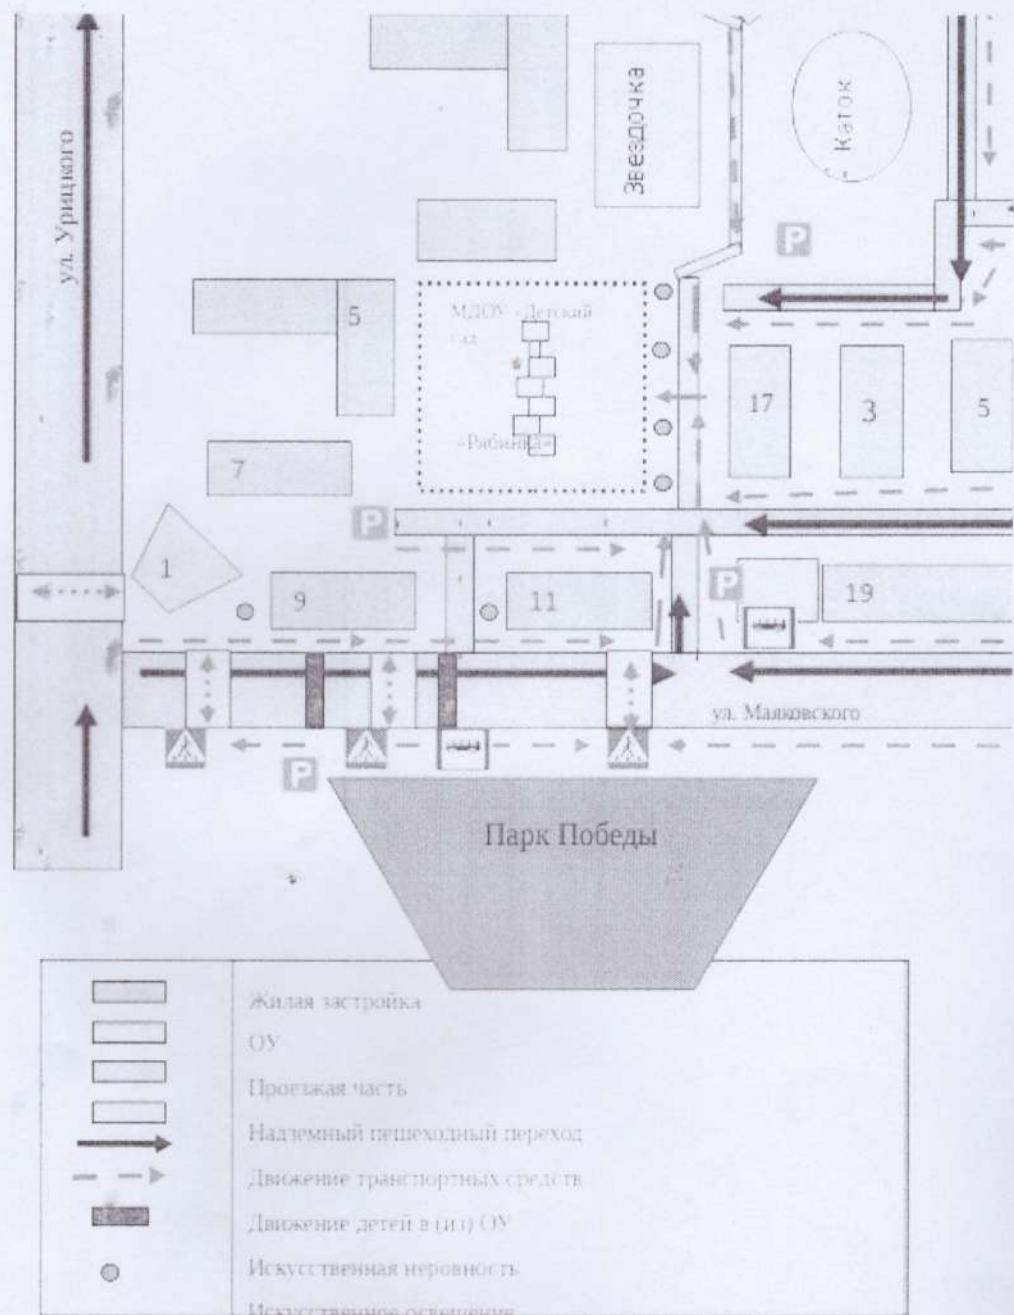 ул. Урицкого
Звездочка
Каток
P
5
МДОУ «Детский
сад
«Рябинка»
17
3
5
7
P
1
9
11
P
19
ул. Маяковского
P
Парк Победы
Жилая застройка
ОУ
Проезжая часть
Надземный пешеходный переход
Движение транспортных средств
Движение детей в (из) ОУ
Искусственная неровность
Искусственное освещение